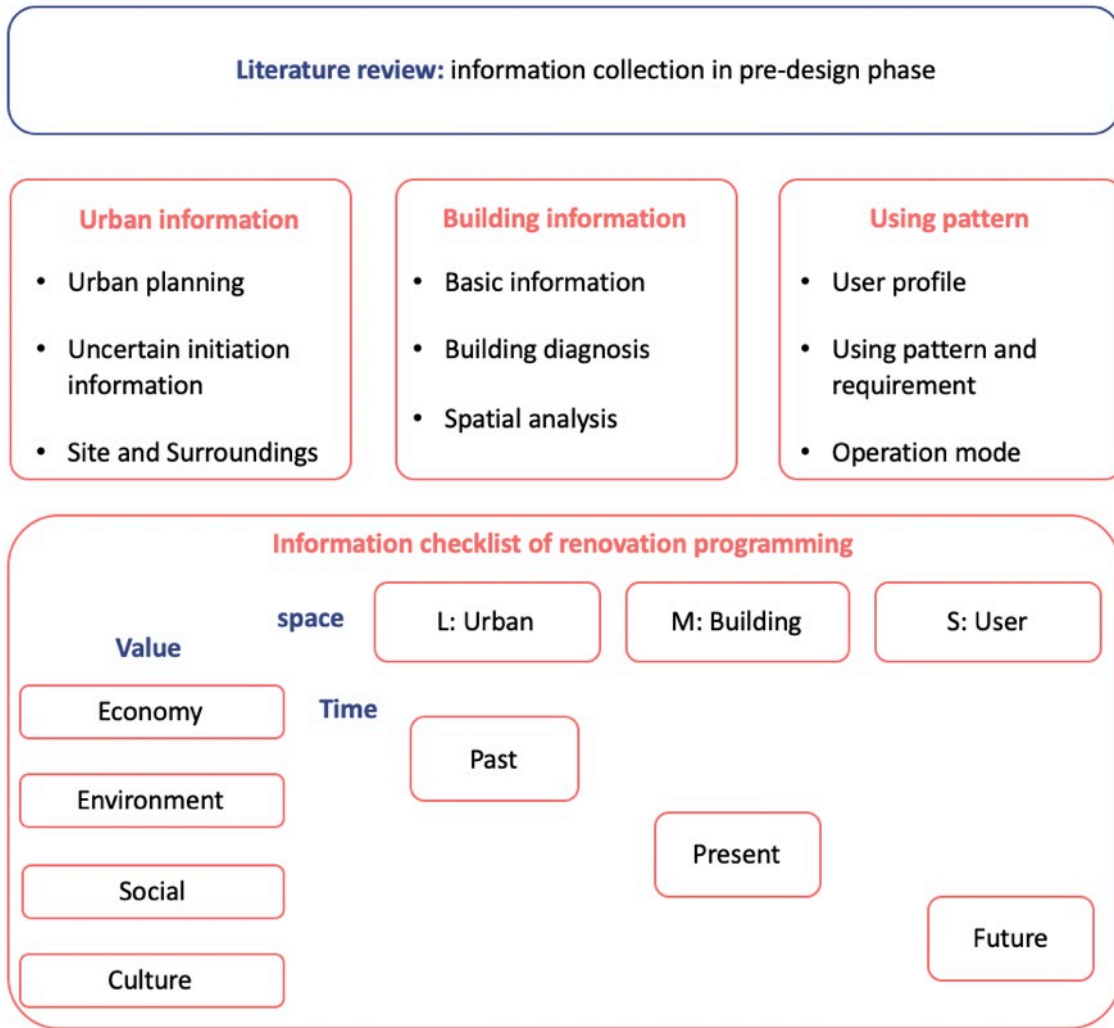 Literature review: information collection in pre-design phase
Urban information
• Urban planning
• Uncertain initiation
information
• Site and Surroundings
Building information
• Basic information
• Building diagnosis
• Spatial analysis
Using pattern
• User profile
• Using pattern and
requirement
• Operation mode
Information checklist of renovation programming
space
L: Urban
M: Building
S: User
Value
Economy
Environment
Social
Culture
Time
Past
Present
Future